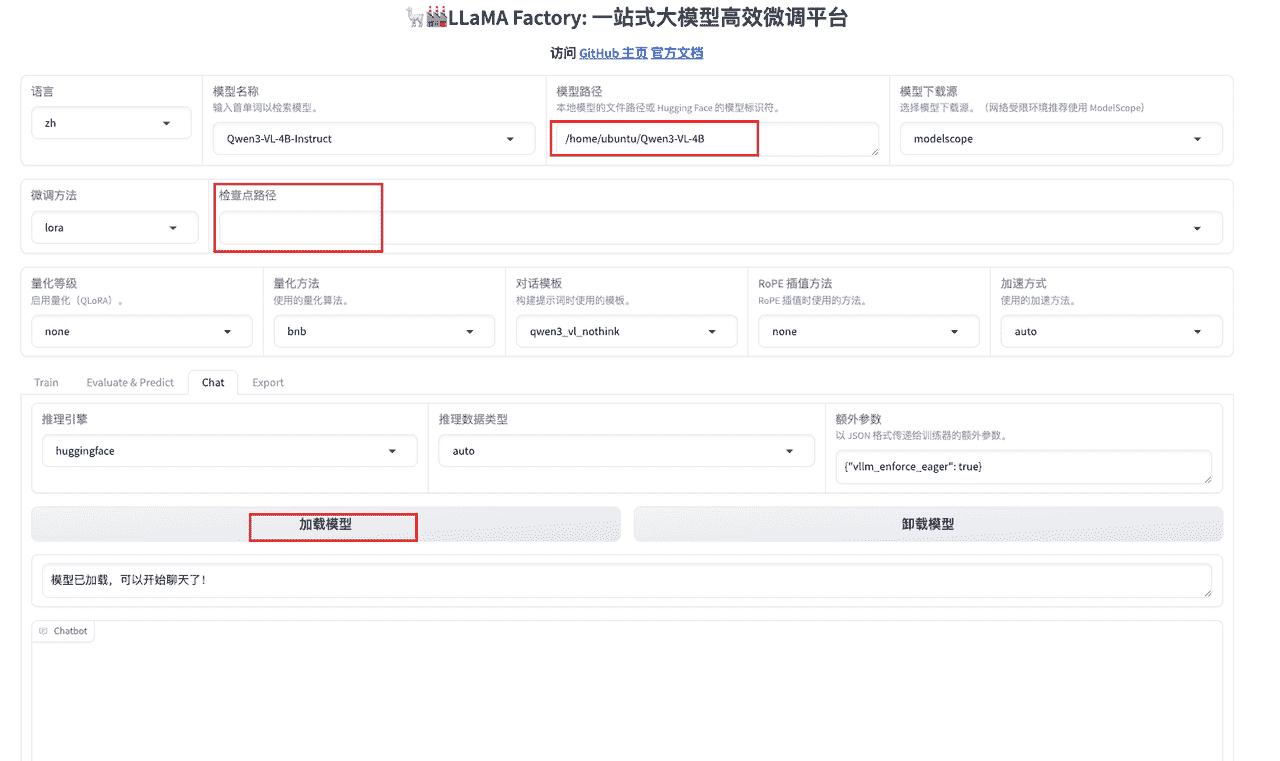 LLaMA Factory: 一站式大模型高效微调平台
访问 GitHub 主页 官方文档
语言
zh
模型名称
输入首单词以检索模型。
Qwen3-VL-4B-Instruct
模型路径
本地模型的文件路径或 Hugging Face 的模型标识符。
/home/ubuntu/Qwen3-VL-4B
模型下载源
选择模型下载源。（网络受限环境推荐使用 ModelScope）
modelscope
微调方法
lora
检查点路径
量化等级
启用量化（QLoRA）。
none
量化方法
使用的量化算法。
bnb
对话模板
构建提示词时使用的模板。
qwen3_vl_nothink
RoPE 插值方法
RoPE 插值时使用的方法。
none
加速方式
使用的加速方法。
auto
Train Evaluate & Predict Chat Export
推理引擎
huggingface
推理数据类型
auto
额外参数
以 JSON 格式传递给训练器的额外参数。
{"vllm_enforce_eager": true}
加载模型
卸载模型
模型已加载，可以开始聊天了！
Chatbot